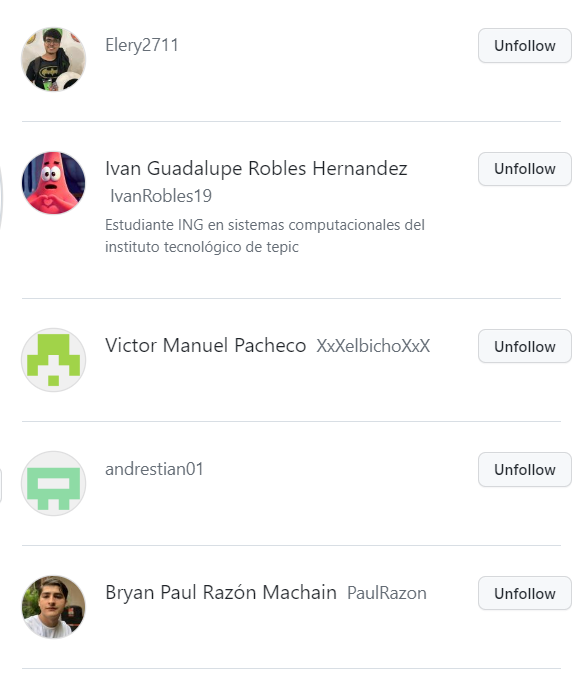 Elery2711
Unfollow
Ivan Guadalupe Robles Hernandez
Unfollow
IvanRobles19
Estudiante ING en sistemas computacionales del
instituto tecnológico de tepic
Victor Manuel Pacheco XxXelbichoXxX
Unfollow
andrestian01
Unfollow
Bryan Paul Razón Machain PaulRazon
Unfollow